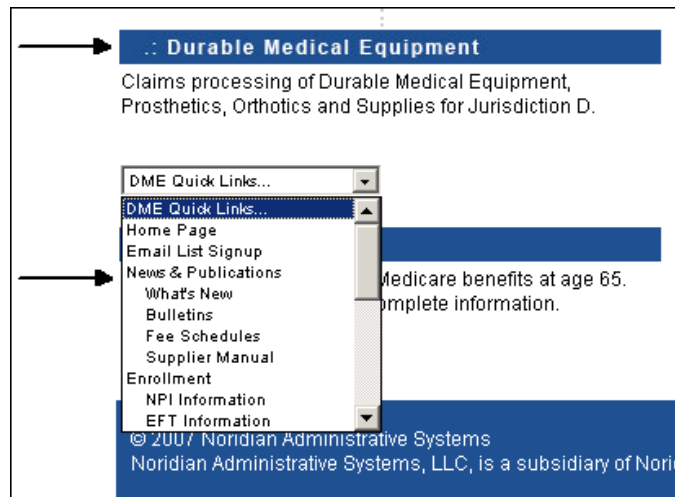 .: Durable Medical Equipment
Claims processing of Durable Medical Equipment,
Prosthetics, Orthotics and Supplies for Jurisdiction D.
DME Quick Links...
DME Quick Links...
Home Page
Email List Signup
News & Publications
What's New
Bulletins
Fee Schedules
Supplier Manual
Enrollment
NPI Information
EFT Information
Medicare benefits at age 65.
omplete information.
© 2007 Noridian Administrative Systems
Noridian Administrative Systems, LLC, is a subsidiary of Nori